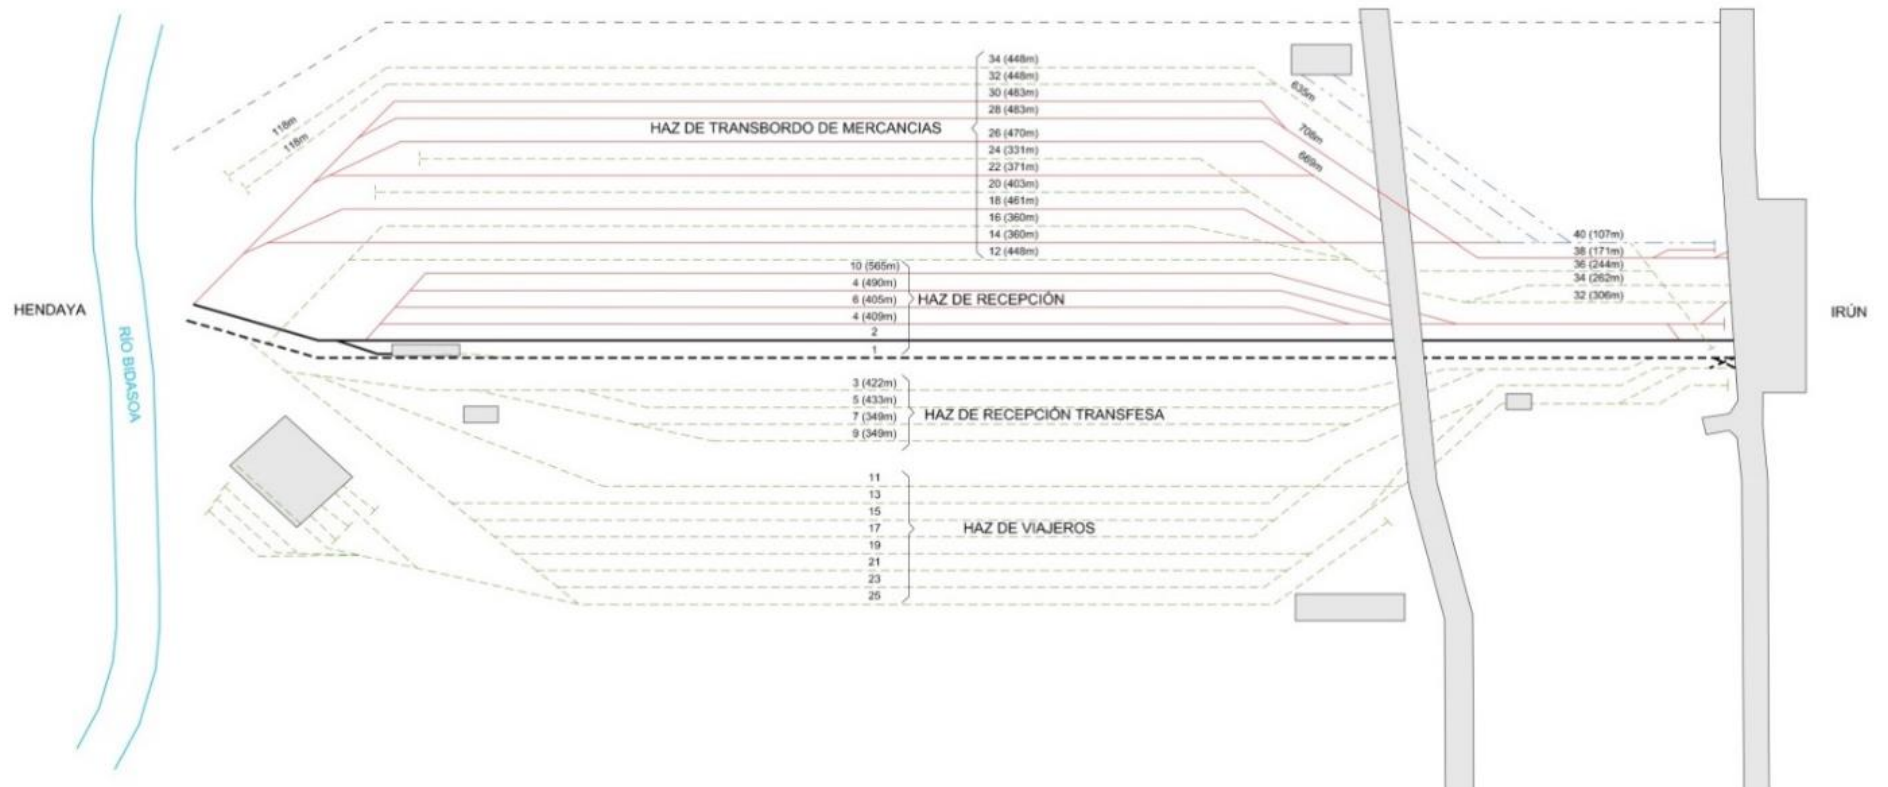 34 (448m)
32 (448m)
30 (483m)
28 (483m)
26 (470m)
24 (331m)
22 (371m)
20 (403m)
18 (461m)
16 (360m)
14 (360m)
12 (448m)
HAZ DE TRANSBORDO DE MERCANCIAS
118m
118m
635m
708m
669m
40 (107m)
38 (171m)
36 (244m)
34 (262m)
32 (306m)
10 (565m)
4 (490m)
6 (405m)
4 (409m)
2
1
HAZ DE RECEPCIÓN
HENDAYA
RÍO BIDASOA
IRÚN
3 (422m)
5 (433m)
7 (349m)
9 (349m)
HAZ DE RECEPCIÓN TRANSFESA
11
13
15
17
19
21
23
25
HAZ DE VIAJEROS